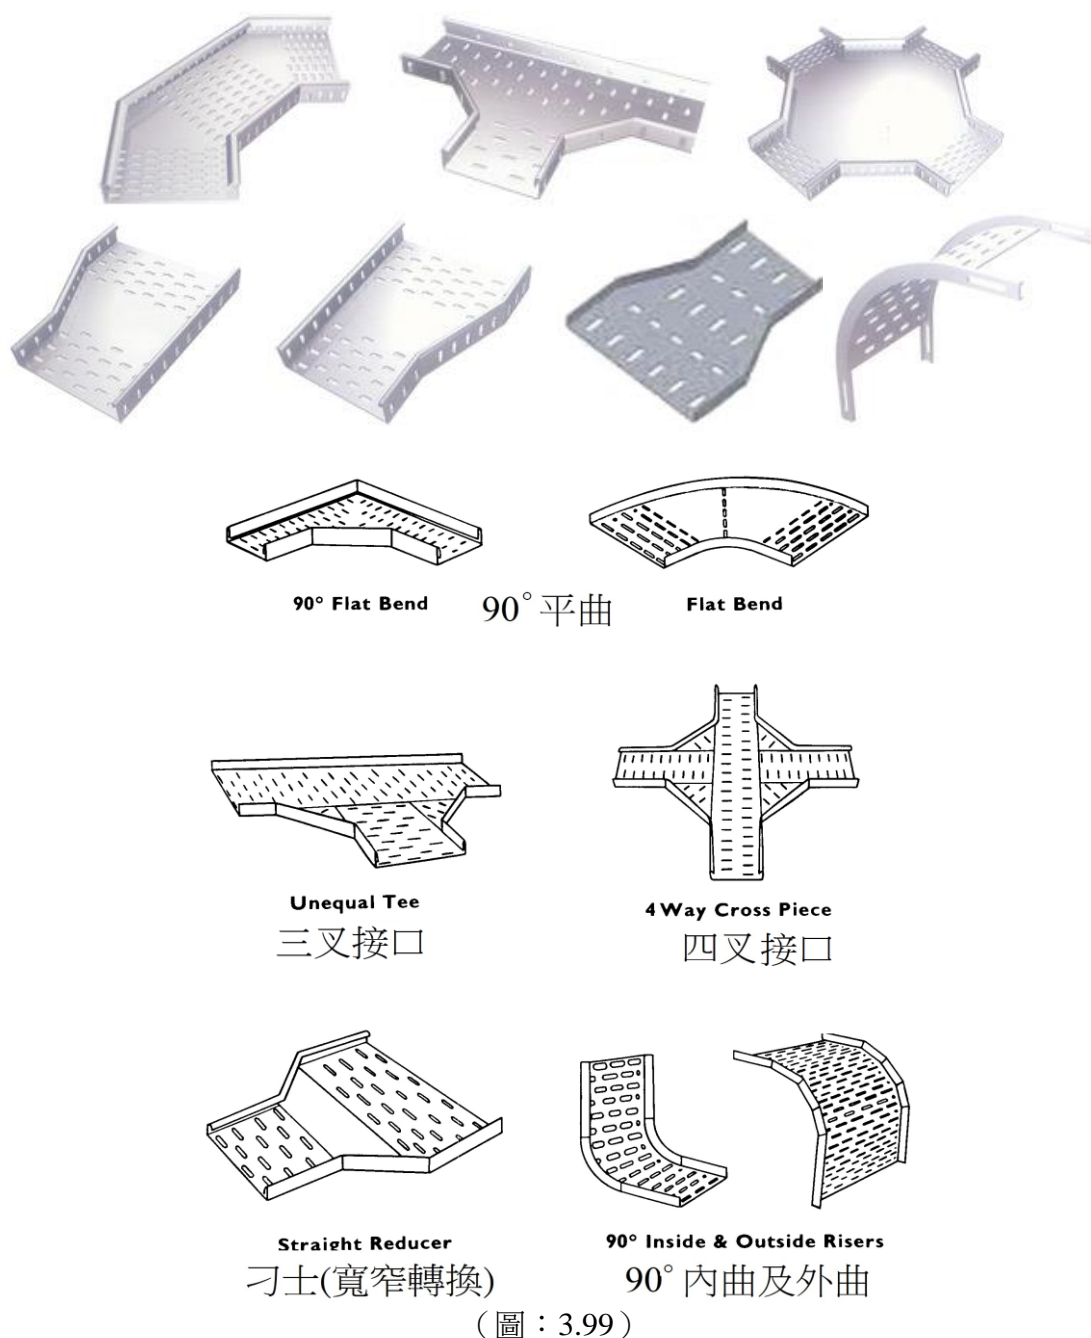 90° Flat Bend 90°平曲 Flat Bend
Unequal Tee 4 Way Cross Piece
三叉接口 四叉接口
Straight Reducer 90° Inside & Outside Risers
刁士(寬窄轉換) 90°內曲及外曲
（圖：3.99）